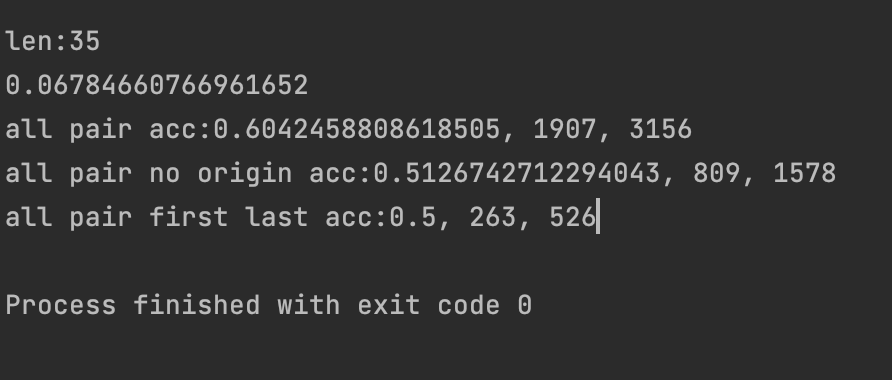 len:35
0.06784660766961652
all pair acc:0.6042458808618505, 1907, 3156
all pair no origin acc:0.5126742712294043, 809, 1578
all pair first last acc:0.5, 263, 526
Process finished with exit code 0